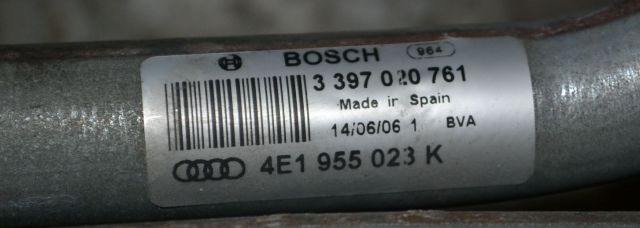 BOSCH 964
3 397 020 761
Made in Spain
14/06/06 1 BVA
4E1 955 023 K